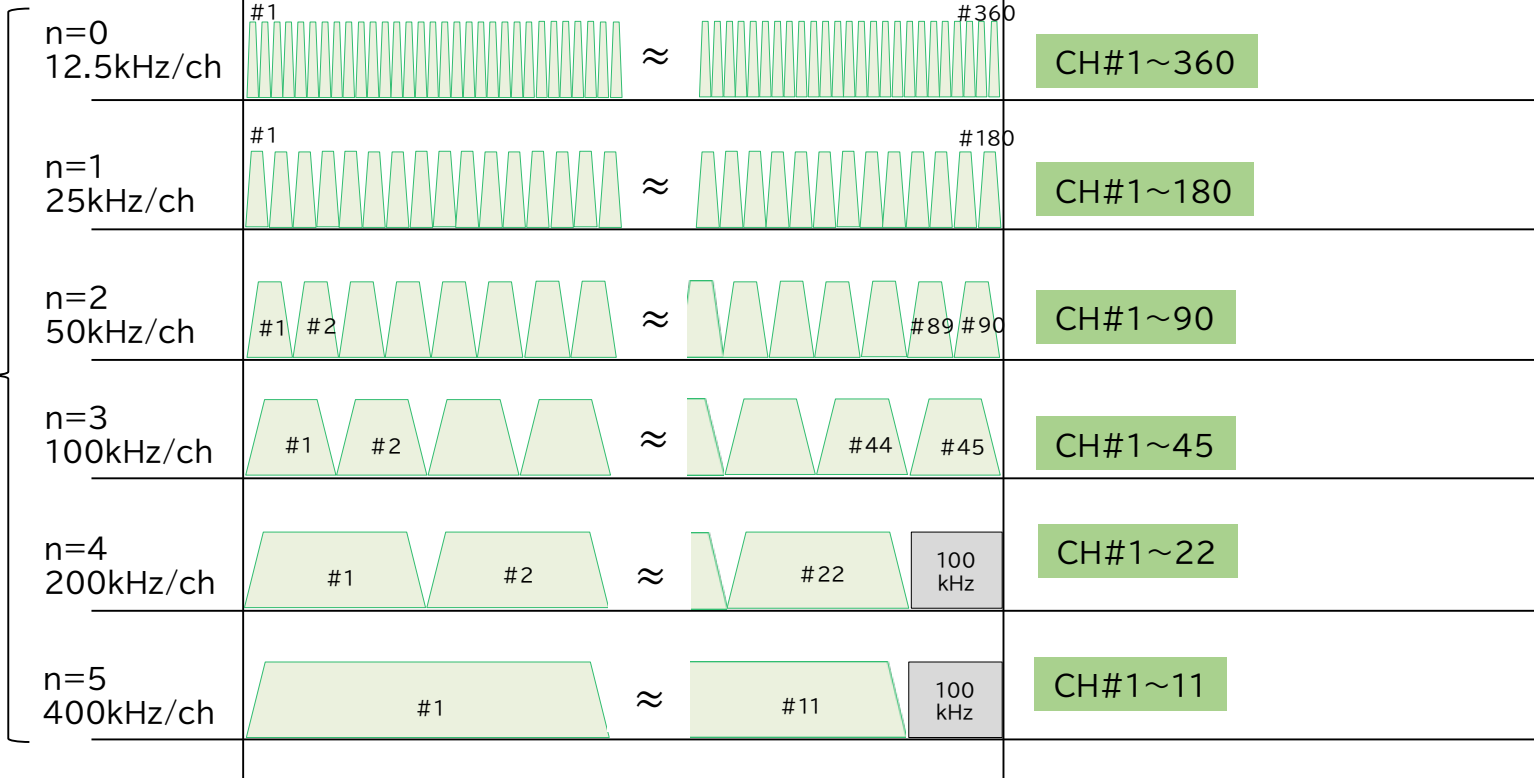 n=0
12.5kHz/ch
#1
≈
#360
CH#1～360
n=1
25kHz/ch
#1
≈
#180
CH#1～180
n=2
50kHz/ch
#1
#2
≈
#89
#90
CH#1～90
n=3
100kHz/ch
#1
#2
≈
#44
#45
CH#1～45
n=4
200kHz/ch
#1
#2
≈
#22
100
kHz
CH#1～22
n=5
400kHz/ch
#1
≈
#11
100
kHz
CH#1～11